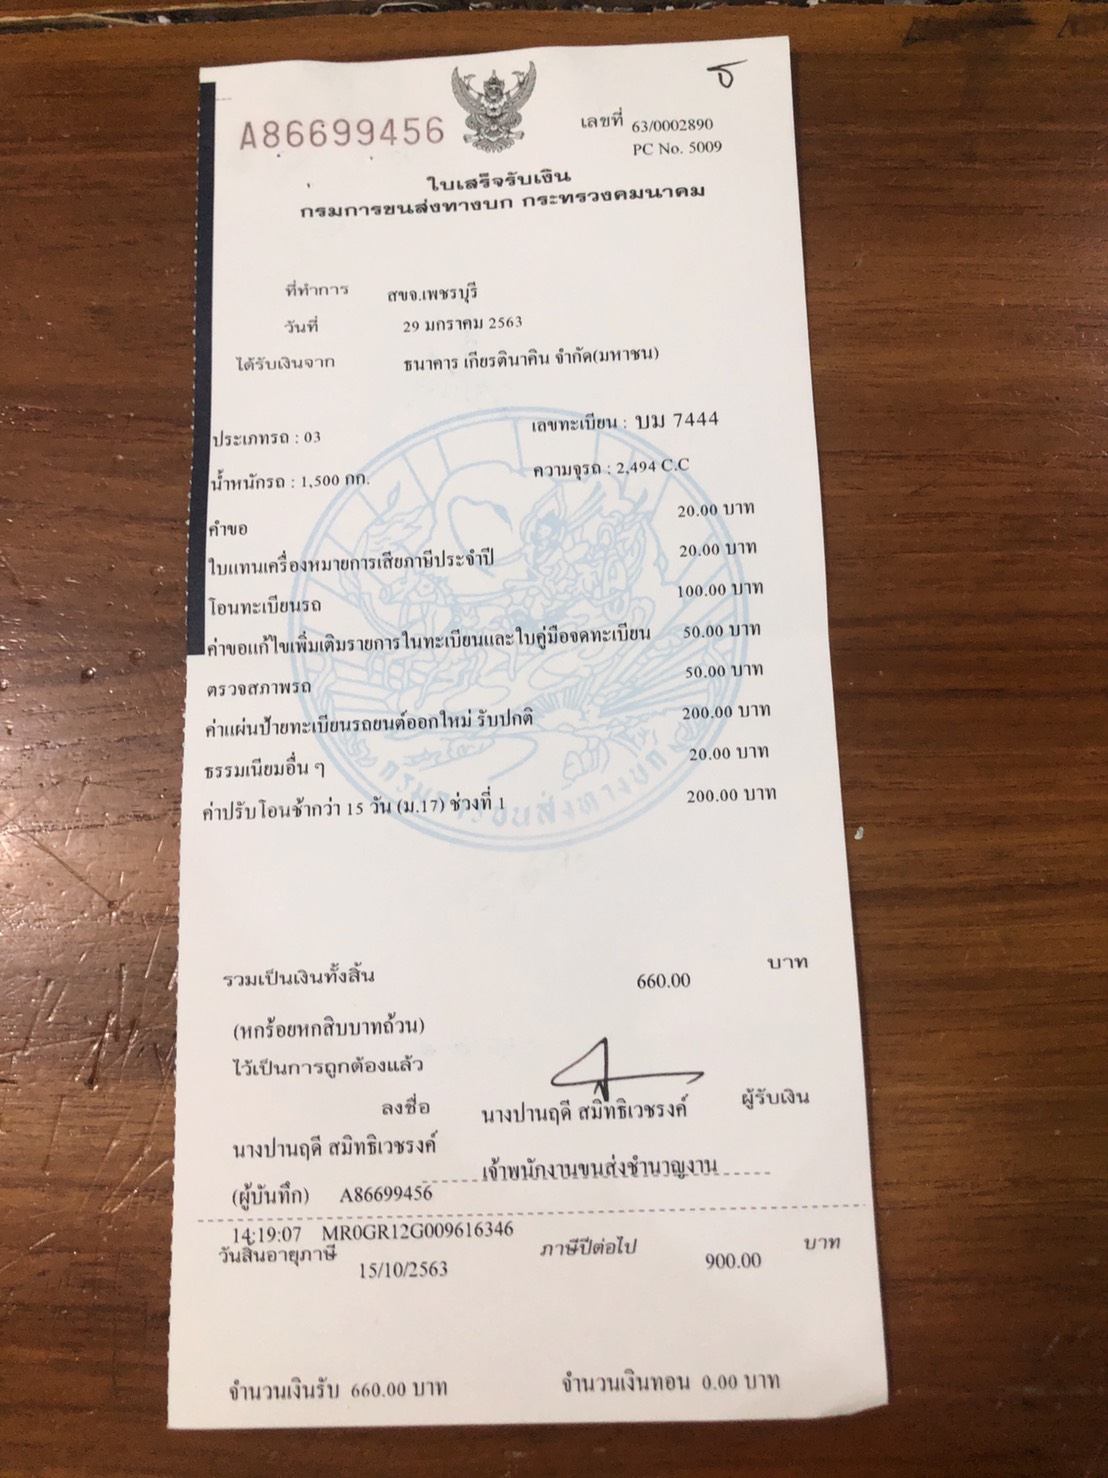 ฮ
A86699456
เลขที่ 63/0002890
PC No. 5009
ใบเสร็จรับเงิน
กรมการขนส่งทางบก กระทรวงคมนาคม
ที่ทำการ สขจ.เพชรบุรี
วันที่ 29 มกราคม 2563
ได้รับเงินจาก ธนาคาร เกียรตินาคิน จำกัด(มหาชน)
ประเภทรถ : 03 เลขทะเบียน : บม 7444
น้ำหนักรถ : 1,500 กก. ความจุรถ : 2,494 C.C
คำขอ 20.00 บาท
ใบแทนเครื่องหมายการเสียภาษีประจำปี 20.00 บาท
โอนทะเบียนรถ 100.00 บาท
ค่าขอแก้ไขเพิ่มเติมรายการในทะเบียนและใบคู่มือจดทะเบียน 50.00 บาท
ตรวจสภาพรถ 50.00 บาท
ค่าแผ่นป้ายทะเบียนรถยนต์ออกใหม่ รับปกติ 200.00 บาท
ธรรมเนียมอื่น ๆ 20.00 บาท
ค่าปรับโอนช้ากว่า 15 วัน (ม.17) ช่วงที่ 1 200.00 บาท
กรมการขนส่งทางบก
รวมเป็นเงินทั้งสิ้น 660.00 บาท
(หกร้อยหกสิบบาทถ้วน)
ไว้เป็นการถูกต้องแล้ว
ลงชื่อ นางปานฤดี สมิทธิเวชรงค์ ผู้รับเงิน
นางปานฤดี สมิทธิเวชรงค์
เจ้าพนักงานขนส่งชำนาญงาน
(ผู้บันทึก) A86699456
14:19:07 MR0GR12G009616346
วันสิ้นอายุภาษี 15/10/2563 ภาษีปีต่อไป 900.00 บาท
จำนวนเงินรับ 660.00 บาท จำนวนเงินทอน 0.00 บาท